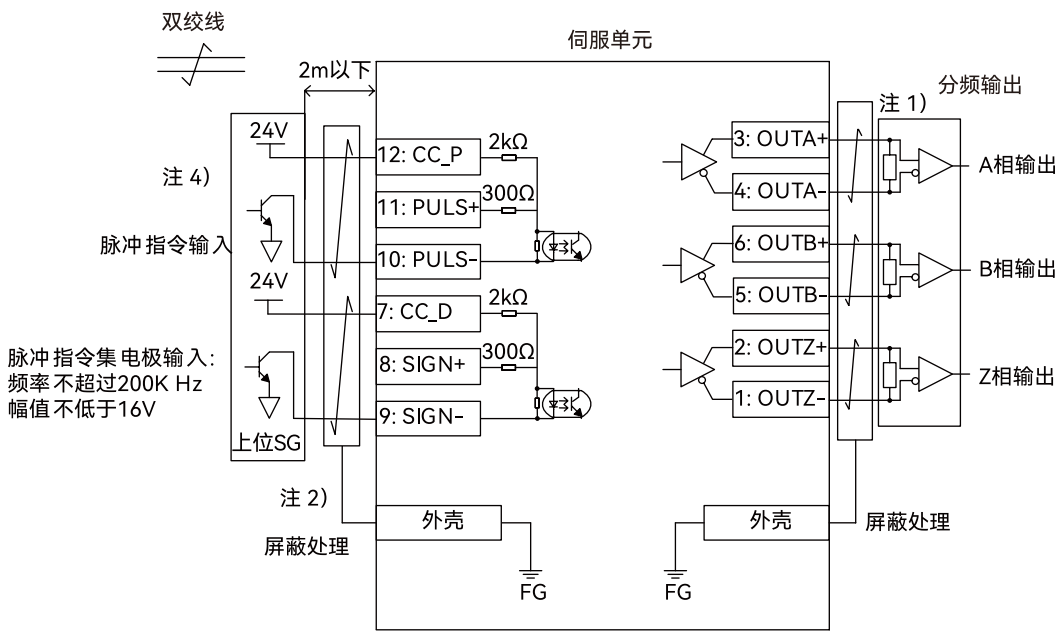 双绞线
伺服单元
2m以下
分频输出
注 1)
24V
12: CC_P
2kΩ
3: OUTA+
A相输出
注 4)
11: PULS+
300Ω
4: OUTA-
脉冲指令输入
10: PULS-
6: OUTB+
B相输出
24V
7: CC_D
2kΩ
5: OUTB-
脉冲指令集电极输入:
频率不超过200K Hz
幅值不低于16V
8: SIGN+
300Ω
2: OUTZ+
Z相输出
9: SIGN-
1: OUTZ-
上位SG
注 2)
外壳
外壳
屏蔽处理
屏蔽处理
FG
FG